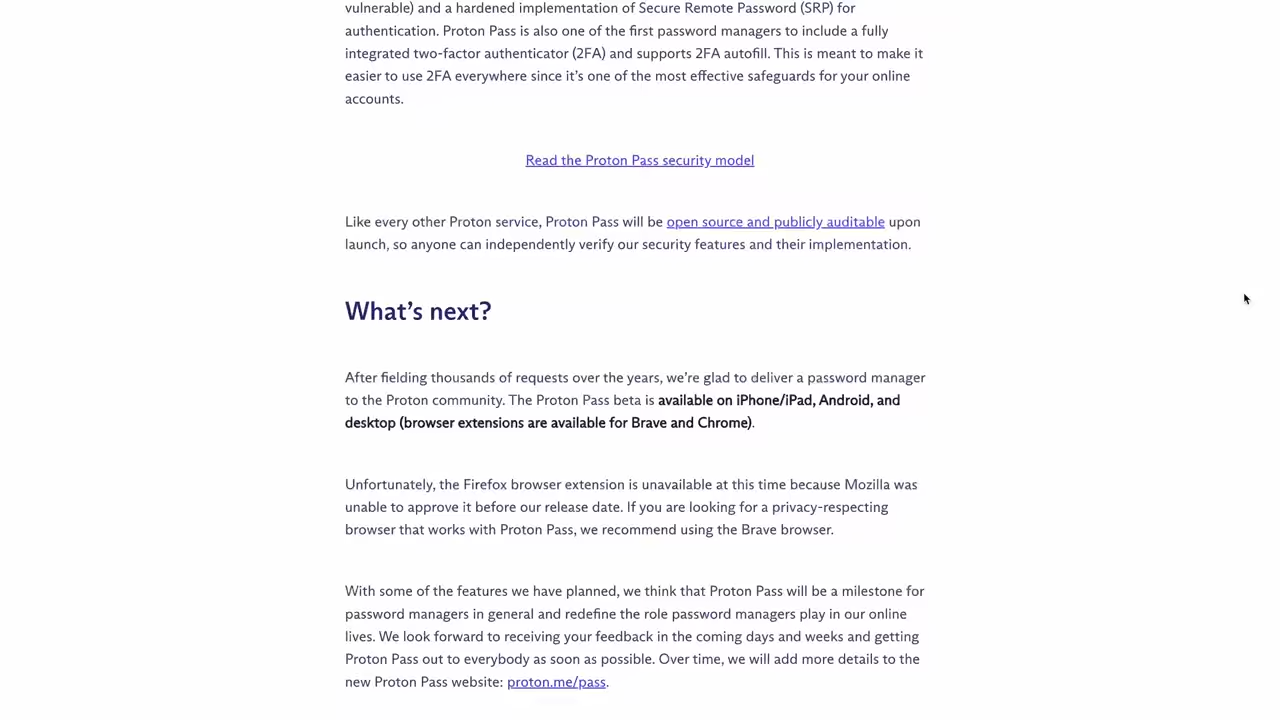 vulnerable) and a hardened implementation of Secure Remote Password (SRP) for
authentication. Proton Pass is also one of the first password managers to include a fully
integrated two-factor authenticator (2FA) and supports 2FA autofill. This is meant to make it
easier to use 2FA everywhere since it’s one of the most effective safeguards for your online
accounts.
Read the Proton Pass security model
Like every other Proton service, Proton Pass will be open source and publicly auditable upon
launch, so anyone can independently verify our security features and their implementation.
What’s next?
After fielding thousands of requests over the years, we’re glad to deliver a password manager
to the Proton community. The Proton Pass beta is available on iPhone/iPad, Android, and
desktop (browser extensions are available for Brave and Chrome).
Unfortunately, the Firefox browser extension is unavailable at this time because Mozilla was
unable to approve it before our release date. If you are looking for a privacy-respecting
browser that works with Proton Pass, we recommend using the Brave browser.
With some of the features we have planned, we think that Proton Pass will be a milestone for
password managers in general and redefine the role password managers play in our online
lives. We look forward to receiving your feedback in the coming days and weeks and getting
Proton Pass out to everybody as soon as possible. Over time, we will add more details to the
new Proton Pass website: proton.me/pass.